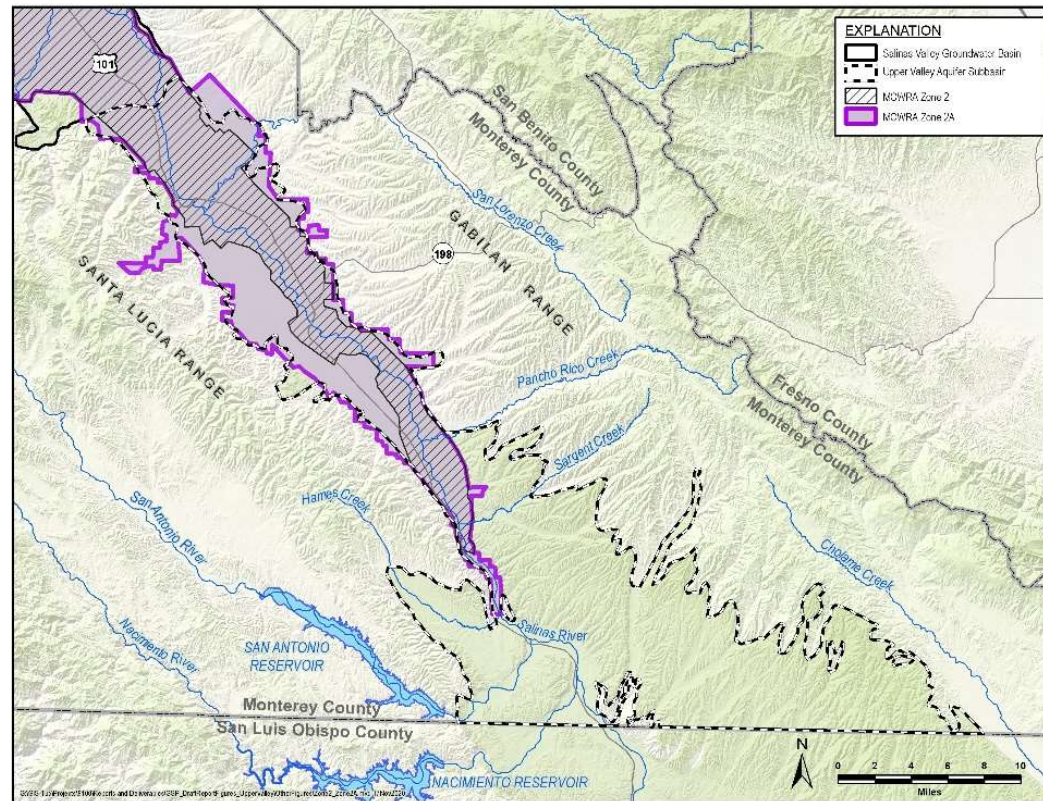 EXPLANATION
Salinas Valley Groundwater Basin
Upper Valley Aquifer Subbasin
MCWRA Zone 2
MCWRA Zone 2A
101
San Benito County
Monterey County
San Lorenzo Creek
GABILAN RANGE
198
SANTA LUCIA RANGE
Pancho Rico Creek
Fresno County
Monterey County
Sargent Creek
Hames Creek
San Antonio River
Cholame Creek
Nacimiento River
Salinas River
SAN ANTONIO
RESERVOIR
Monterey County
San Luis Obispo County
NACIMIENTO RESERVOIR
N
0 2 4 6 8 10
Miles